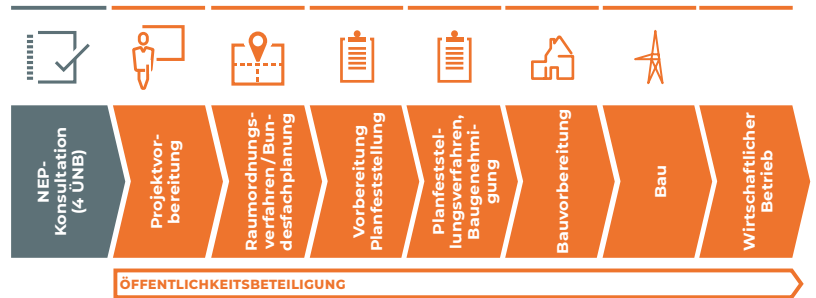 NEP-
Konsultation
(4 ÜNB)
Projektvor-
bereitung
Raumordnungs-
verfahren / Bun-
desfachplanung
Vorbereitung
Planfeststellung
Planfeststel-
lungsverfahren,
Baugenehmi-
gung
Bauvorbereitung
Bau
Wirtschaftlicher
Betrieb
ÖFFENTLICHKEITSBETEILIGUNG